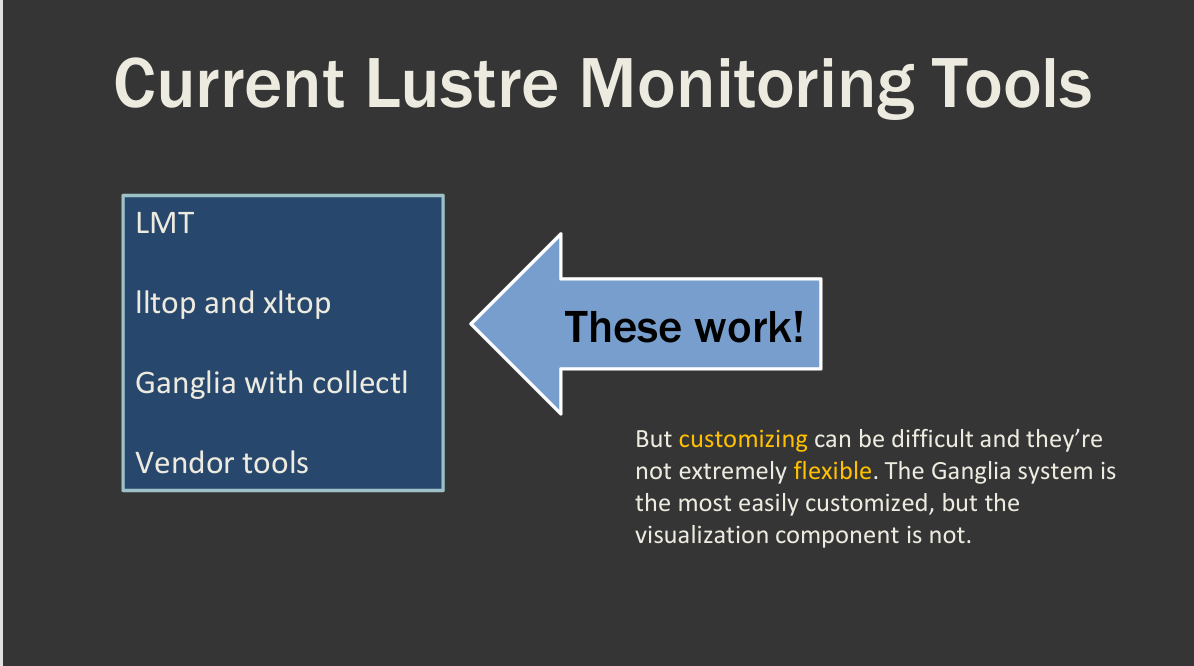 Current Lustre Monitoring Tools
LMT
lltop and xltop
Ganglia with collectl
Vendor tools
These work!
But customizing can be difficult and they’re
not extremely flexible. The Ganglia system is
the most easily customized, but the
visualization component is not.